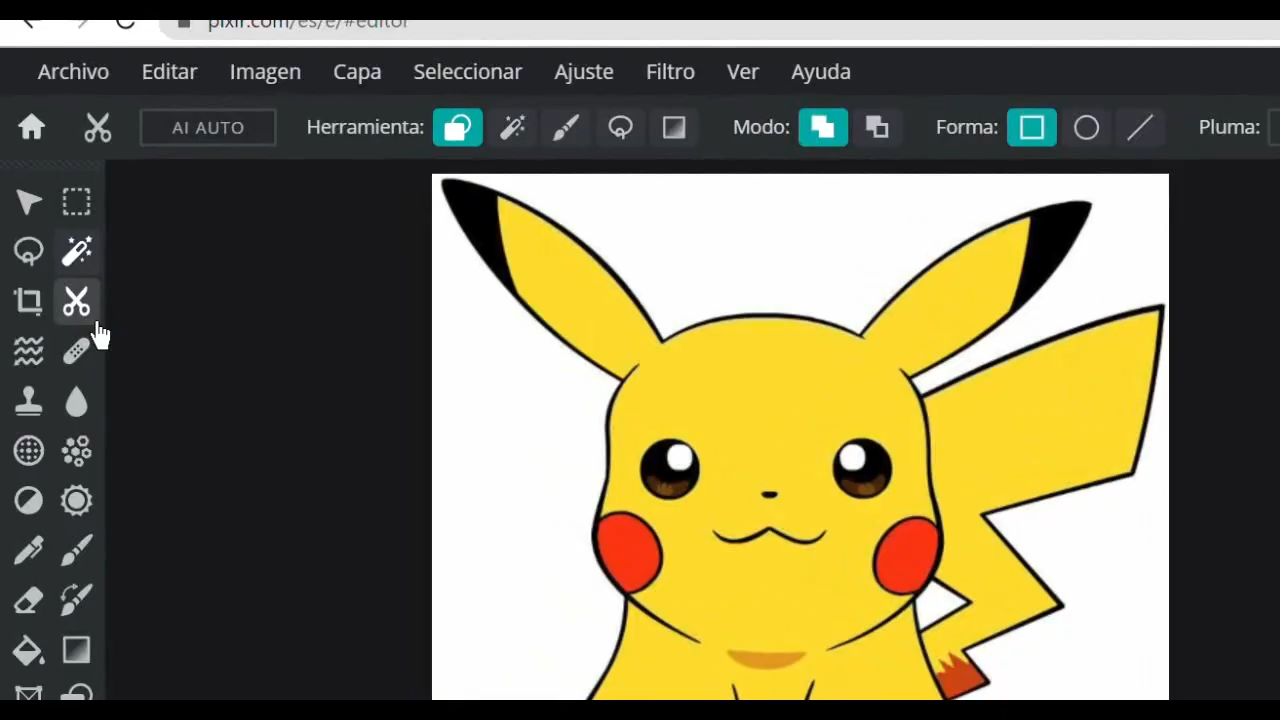 pixlr.com/es/e/#editor
Archivo Editar Imagen Capa Seleccionar Ajuste Filtro Ver Ayuda
AI AUTO Herramienta: Modo: Forma: Pluma: